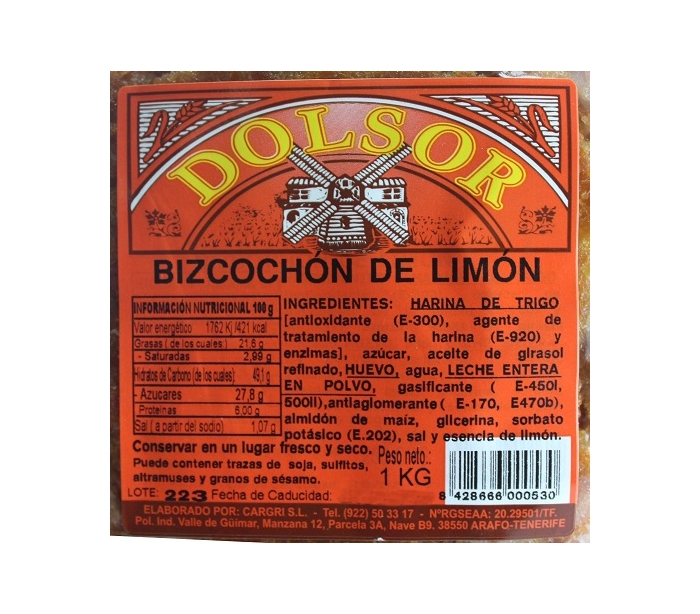 DOLSOR
BIZCOCHÓN DE LIMÓN
INFORMACIÓN NUTRICIONAL 100 g
Valor energético 1762 Kj /421 kcal
Grasas ( de los cuales ) 21,6 g
- Saturadas 2,99 g
Hidratos de Carbono (de los cuales) 49,1 g
- Azucares 27,8 g
Proteinas 6,00 g
Sal ( a partir del sodio) 1,07 g
INGREDIENTES: HARINA DE TRIGO
[antioxidante (E-300), agente de
tratamiento de la harina (E-920) y
enzimas], azúcar, aceite de girasol
refinado, HUEVO, agua, LECHE ENTERA
EN POLVO, gasificante ( E-450I,
500II),antiaglomerante ( E-170, E470b),
almidón de maíz, glicerina, sorbato
potásico (E.202), sal y esencia de limón.
Conservar en un lugar fresco y seco.
Puede contener trazas de soja, sulfitos,
altramuses y granos de sésamo.
Peso neto.:
1 KG
8 428666 000530
LOTE: 223 Fecha de Caducidad:
ELABORADO POR: CARGRI S.L. - Tel. (922) 50 33 17 - NºRGSEAA: 20.29501/TF.
Pol. Ind. Valle de Güimar, Manzana 12, Parcela 3A, Nave B9. 38550 ARAFO-TENERIFE